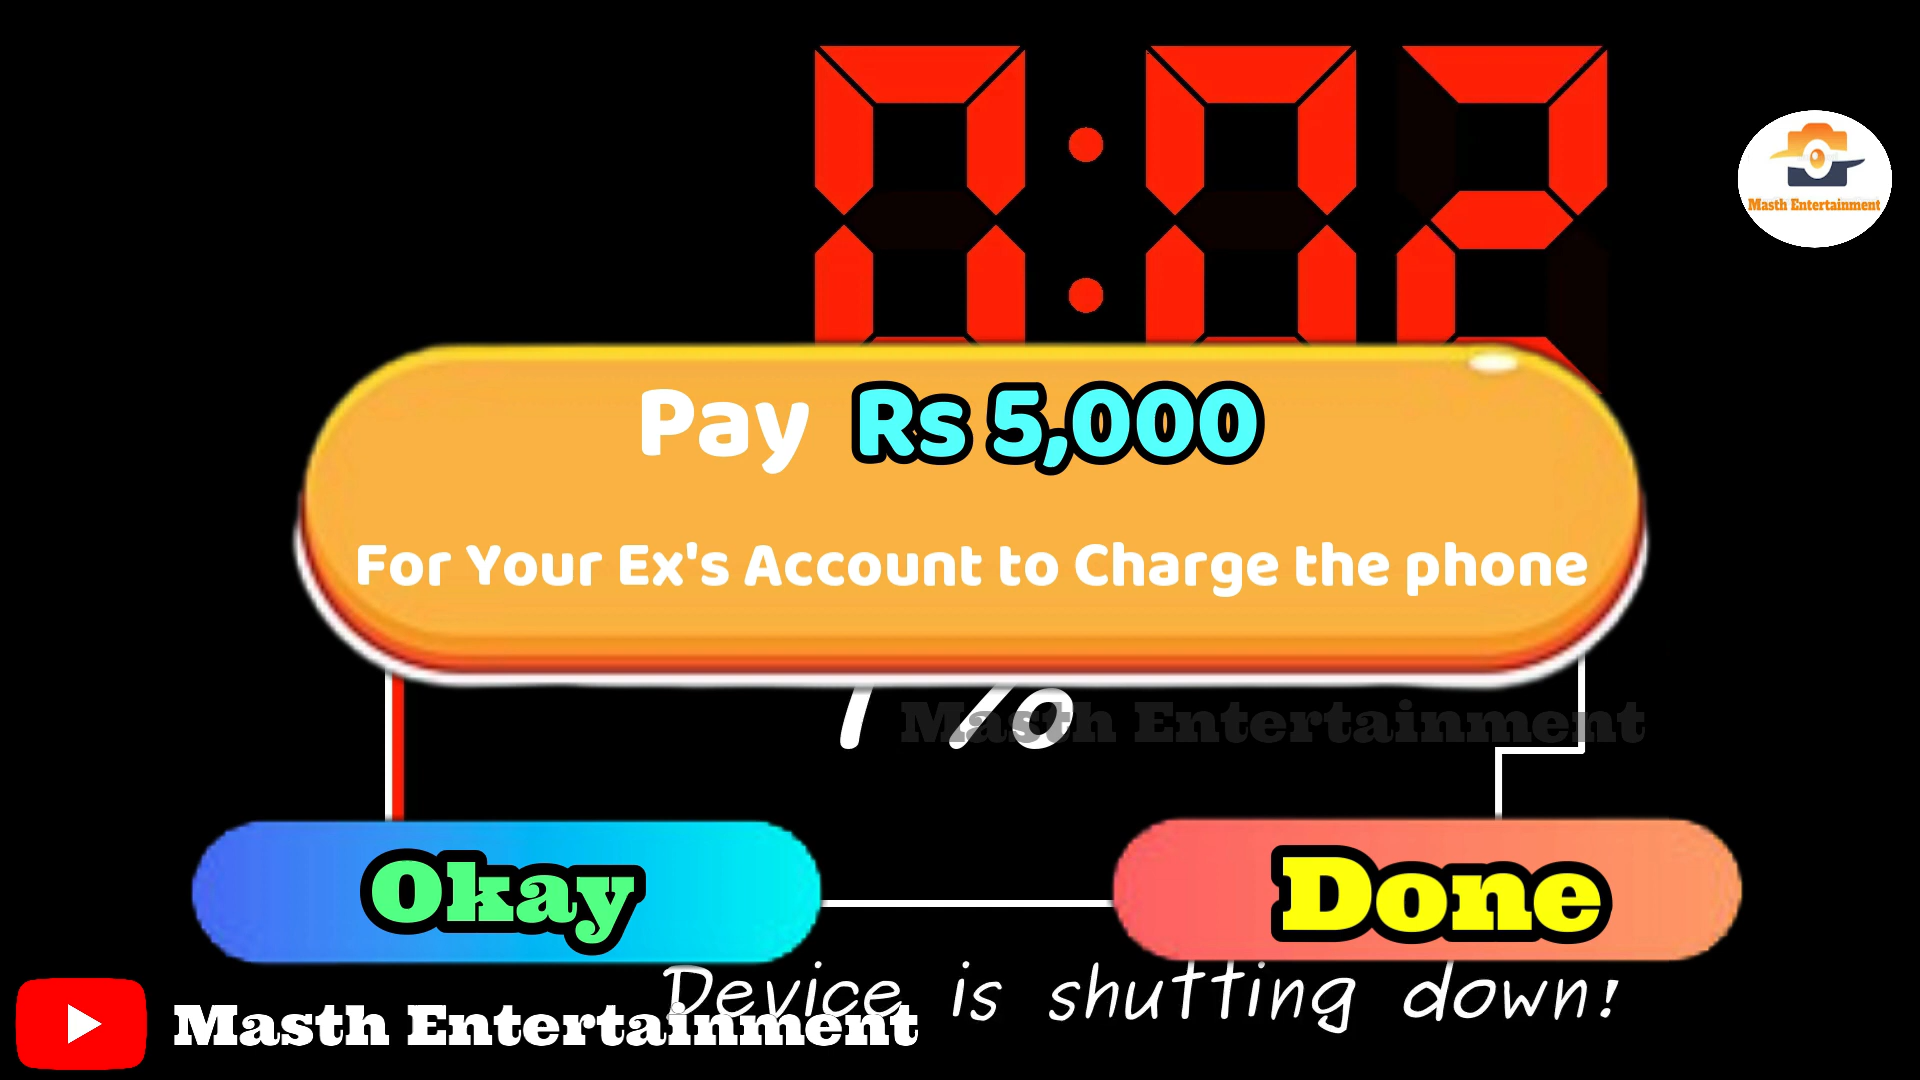 0:02
Masth Entertainment
Pay Rs 5,000
For Your Ex's Account to Charge the phone
1%
Masth Entertainment
Okay
Done
Device is shutting down!
Masth Entertainment